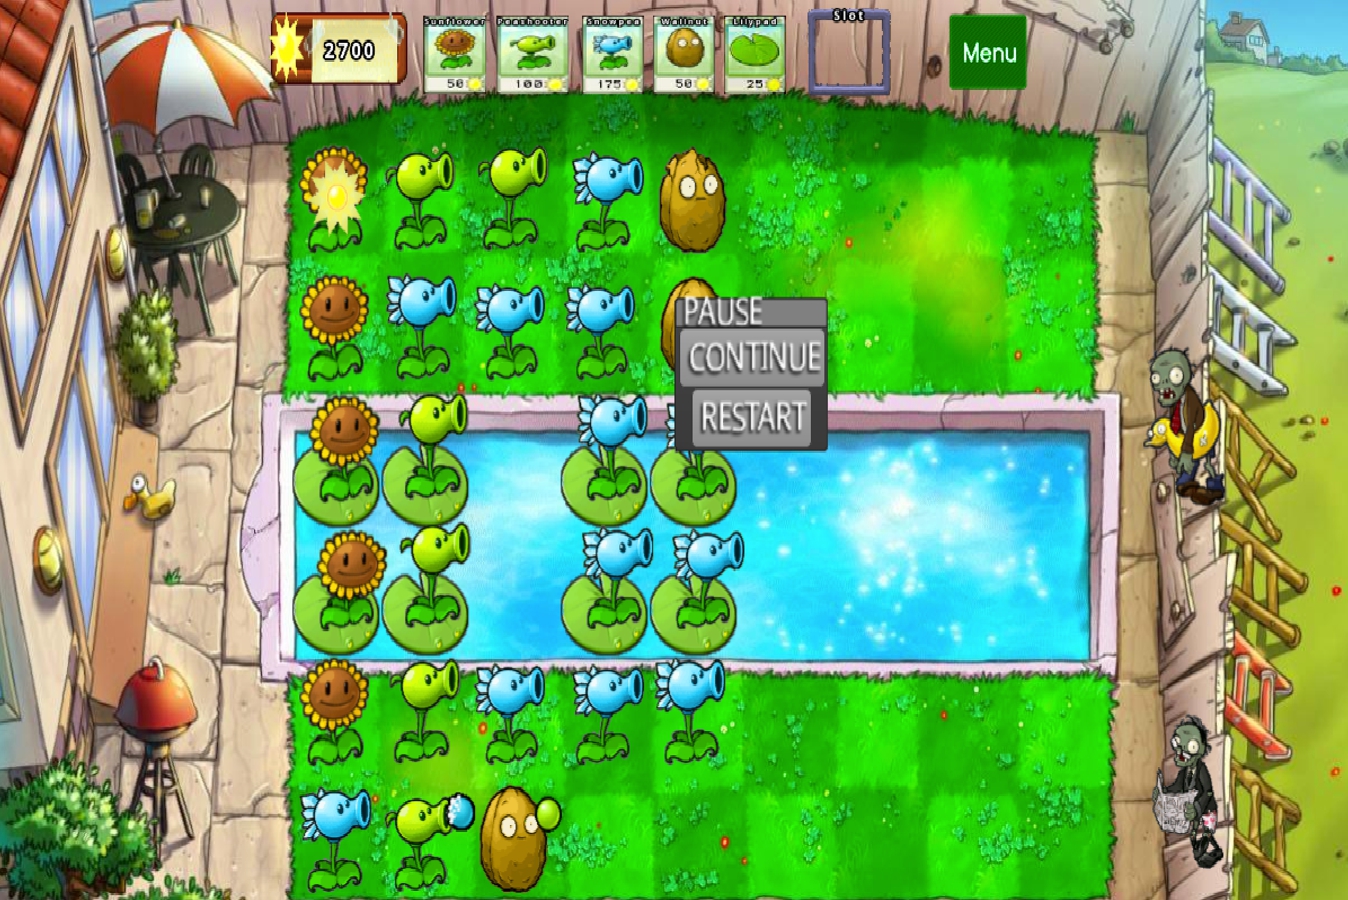 2700
Sunflower
50
Peashooter
100
Snowpea
175
Walnut
50
Lilypad
25
Slot
Menu
PAUSE
CONTINUE
RESTART